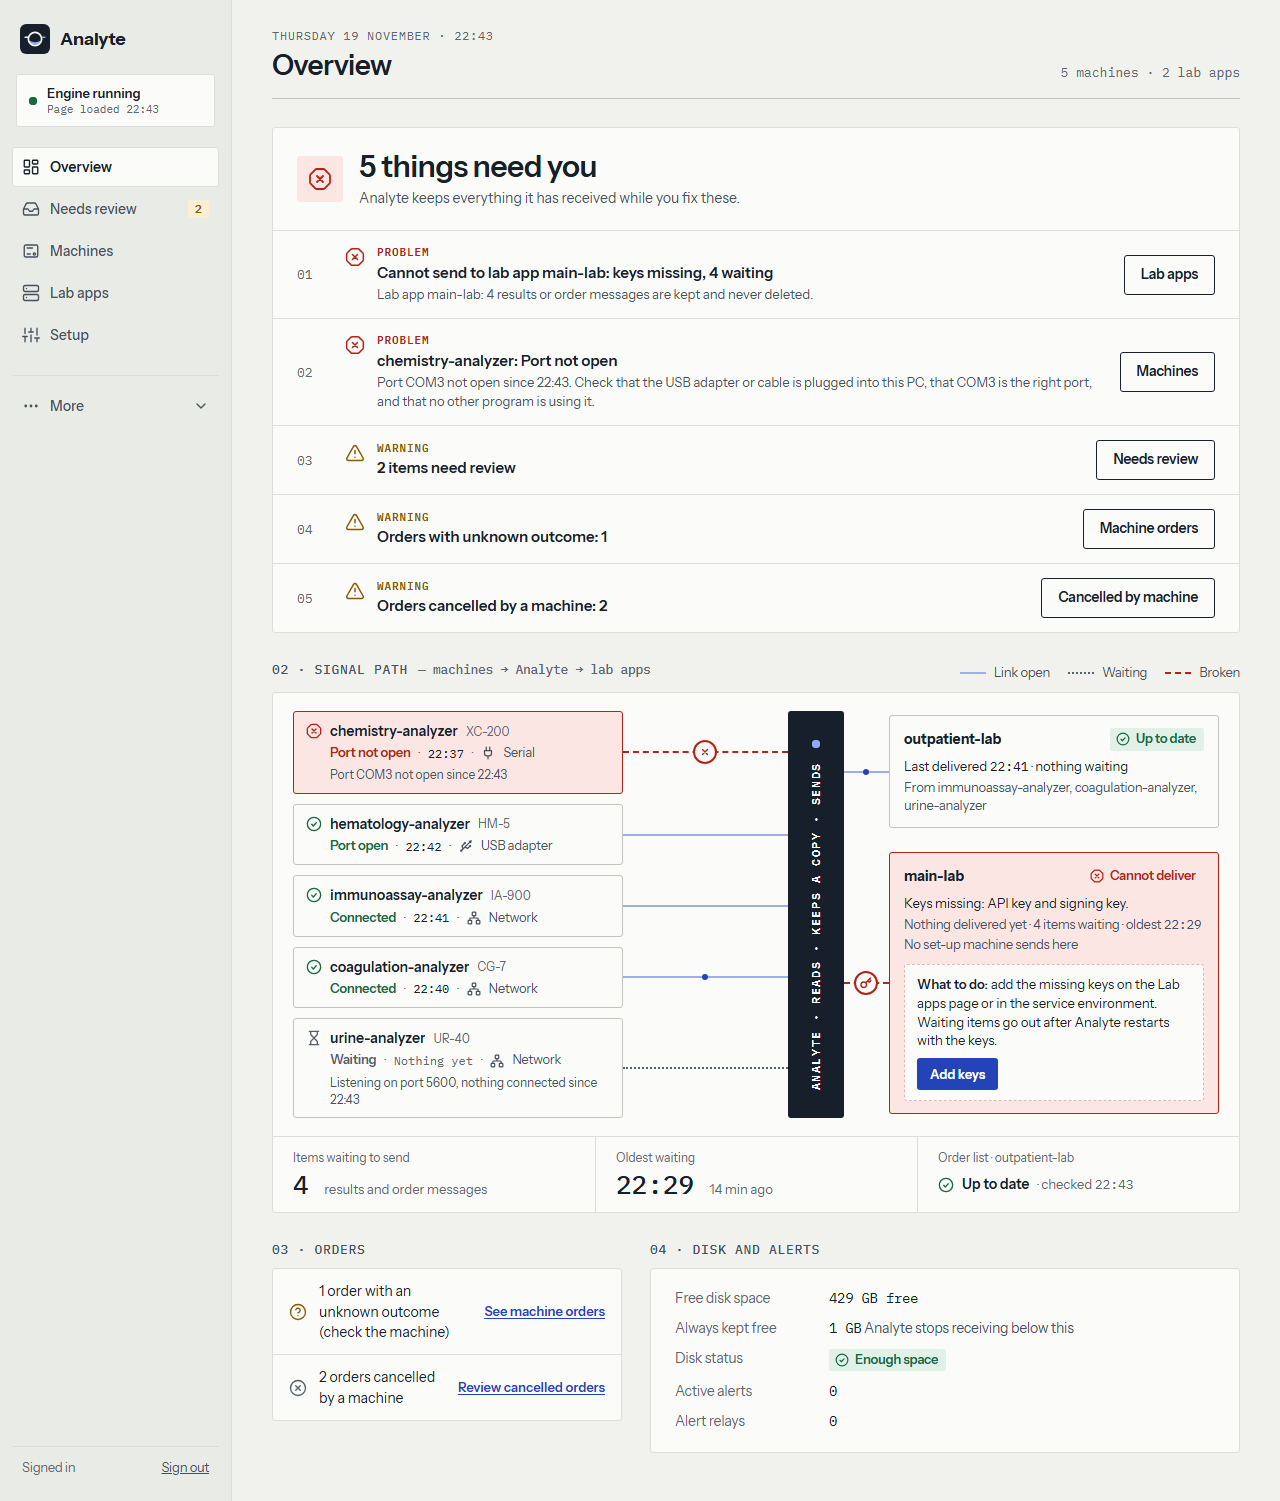 Analyte
Engine running
Page loaded 22:43
Overview
Needs review 2
Machines
Lab apps
Setup
More
Signed in Sign out
THURSDAY 19 NOVEMBER · 22:43
Overview
5 machines · 2 lab apps
5 things need you
Analyte keeps everything it has received while you fix these.
01
PROBLEM
Cannot send to lab app main-lab: keys missing, 4 waiting
Lab app main-lab: 4 results or order messages are kept and never deleted.
Lab apps
02
PROBLEM
chemistry-analyzer: Port not open
Port COM3 not open since 22:43. Check that the USB adapter or cable is plugged into this PC, that COM3 is the right port,
and that no other program is using it.
Machines
03
WARNING
2 items need review
Needs review
04
WARNING
Orders with unknown outcome: 1
Machine orders
05
WARNING
Orders cancelled by a machine: 2
Cancelled by machine
02 · SIGNAL PATH — machines → Analyte → lab apps
Link open Waiting Broken
chemistry-analyzer XC-200
Port not open · 22:37 · Serial
Port COM3 not open since 22:43
hematology-analyzer HM-5
Port open · 22:42 · USB adapter
immunoassay-analyzer IA-900
Connected · 22:41 · Network
coagulation-analyzer CG-7
Connected · 22:40 · Network
urine-analyzer UR-40
Waiting · Nothing yet · Network
Listening on port 5600, nothing connected since
22:43
ANALYTE · READS · KEEPS A COPY · SENDS
outpatient-lab Up to date
Last delivered 22:41 · nothing waiting
From immunoassay-analyzer, coagulation-analyzer,
urine-analyzer
main-lab Cannot deliver
Keys missing: API key and signing key.
Nothing delivered yet · 4 items waiting · oldest 22:29
No set-up machine sends here
What to do: add the missing keys on the Lab
apps page or in the service environment.
Waiting items go out after Analyte restarts
with the keys.
Add keys
Items waiting to send
4 results and order messages
Oldest waiting
22:29 14 min ago
Order list · outpatient-lab
Up to date · checked 22:43
03 · ORDERS
1 order with an
unknown outcome
(check the machine)
See machine orders
2 orders cancelled
by a machine
Review cancelled orders
04 · DISK AND ALERTS
Free disk space 429 GB free
Always kept free 1 GB Analyte stops receiving below this
Disk status Enough space
Active alerts 0
Alert relays 0